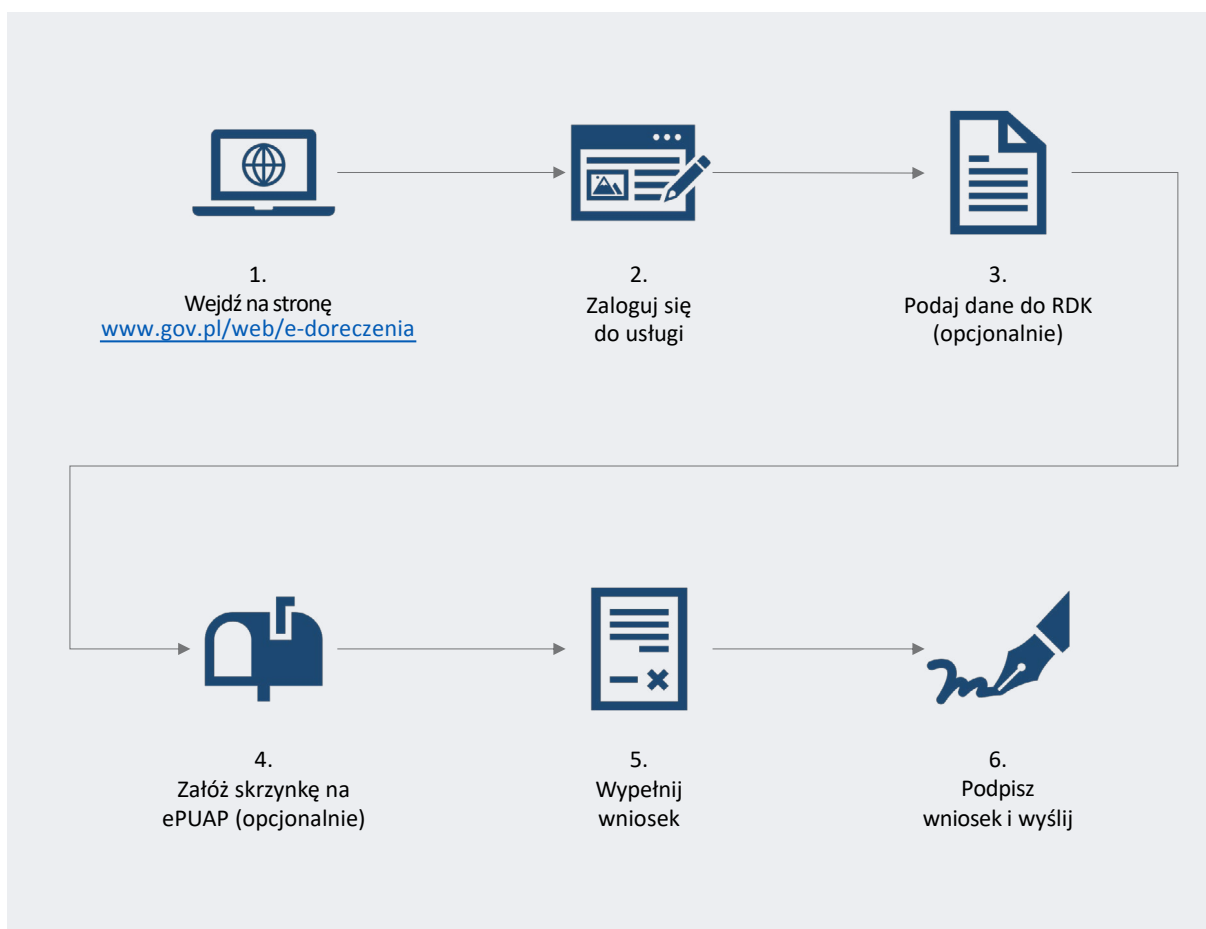 1.
Wejdź na stronę
www.gov.pl/web/e-doreczenia
2.
Zaloguj się
do usługi
3.
Podaj dane do RDK
(opcjonalnie)
4.
Załóż skrzynkę na
ePUAP (opcjonalnie)
5.
Wypełnij
wniosek
6.
Podpisz
wniosek i wyślij